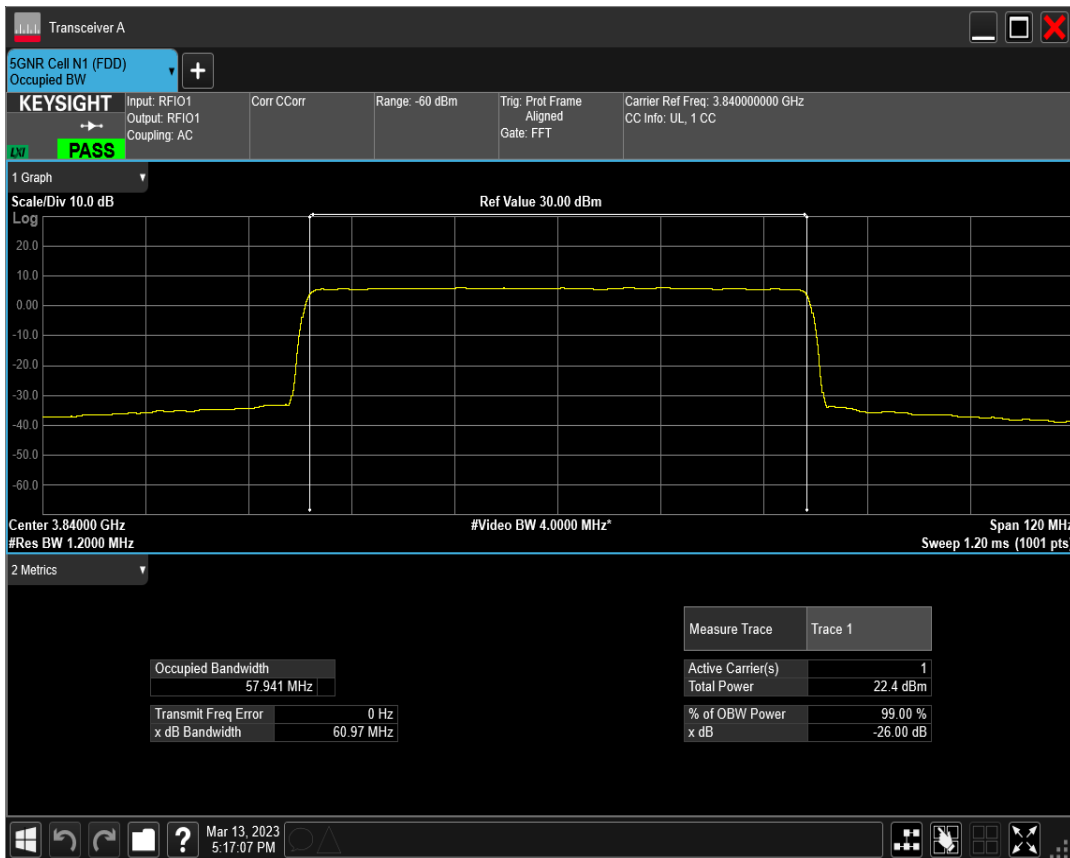 Transceiver A
5GNR Cell N1 (FDD)
Occupied BW
KEYSIGHT
LXI
PASS
Input: RFIO1
Output: RFIO1
Coupling: AC
Corr CCorr
Range: -60 dBm
Trig: Prot Frame
Aligned
Gate: FFT
Carrier Ref Freq: 3.840000000 GHz
CC Info: UL, 1 CC
1 Graph
Scale/Div 10.0 dB
Ref Value 30.00 dBm
Log
20.0
10.0
0.00
-10.0
-20.0
-30.0
-40.0
-50.0
-60.0
Center 3.84000 GHz
#Video BW 4.0000 MHz*
Span 120 MHz
#Res BW 1.2000 MHz
Sweep 1.20 ms (1001 pts)
2 Metrics
Measure Trace Trace 1
Occupied Bandwidth
57.941 MHz
Active Carrier(s) 1
Total Power 22.4 dBm
Transmit Freq Error 0 Hz
x dB Bandwidth 60.97 MHz
% of OBW Power 99.00 %
x dB -26.00 dB
?
Mar 13, 2023
5:17:07 PM